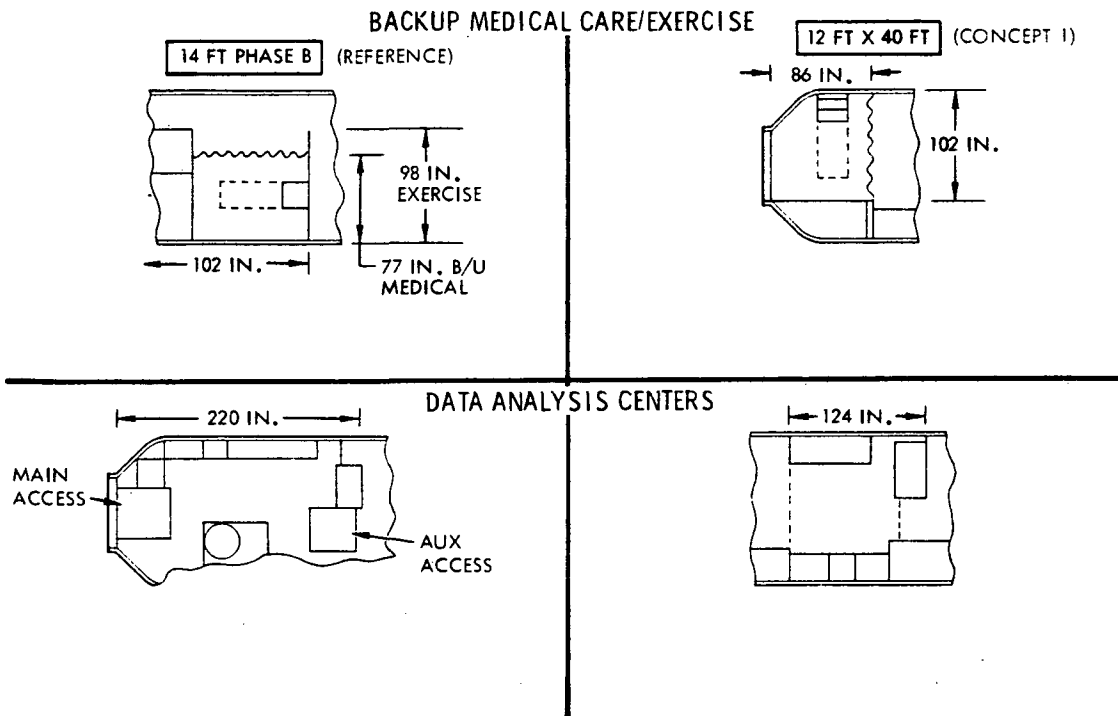 BACKUP MEDICAL CARE/EXERCISE
14 FT PHASE B (REFERENCE)
98 IN.
EXERCISE
102 IN.
77 IN. B/U
MEDICAL
12 FT X 40 FT (CONCEPT 1)
86 IN.
102 IN.
DATA ANALYSIS CENTERS
220 IN.
MAIN
ACCESS
AUX
ACCESS
124 IN.